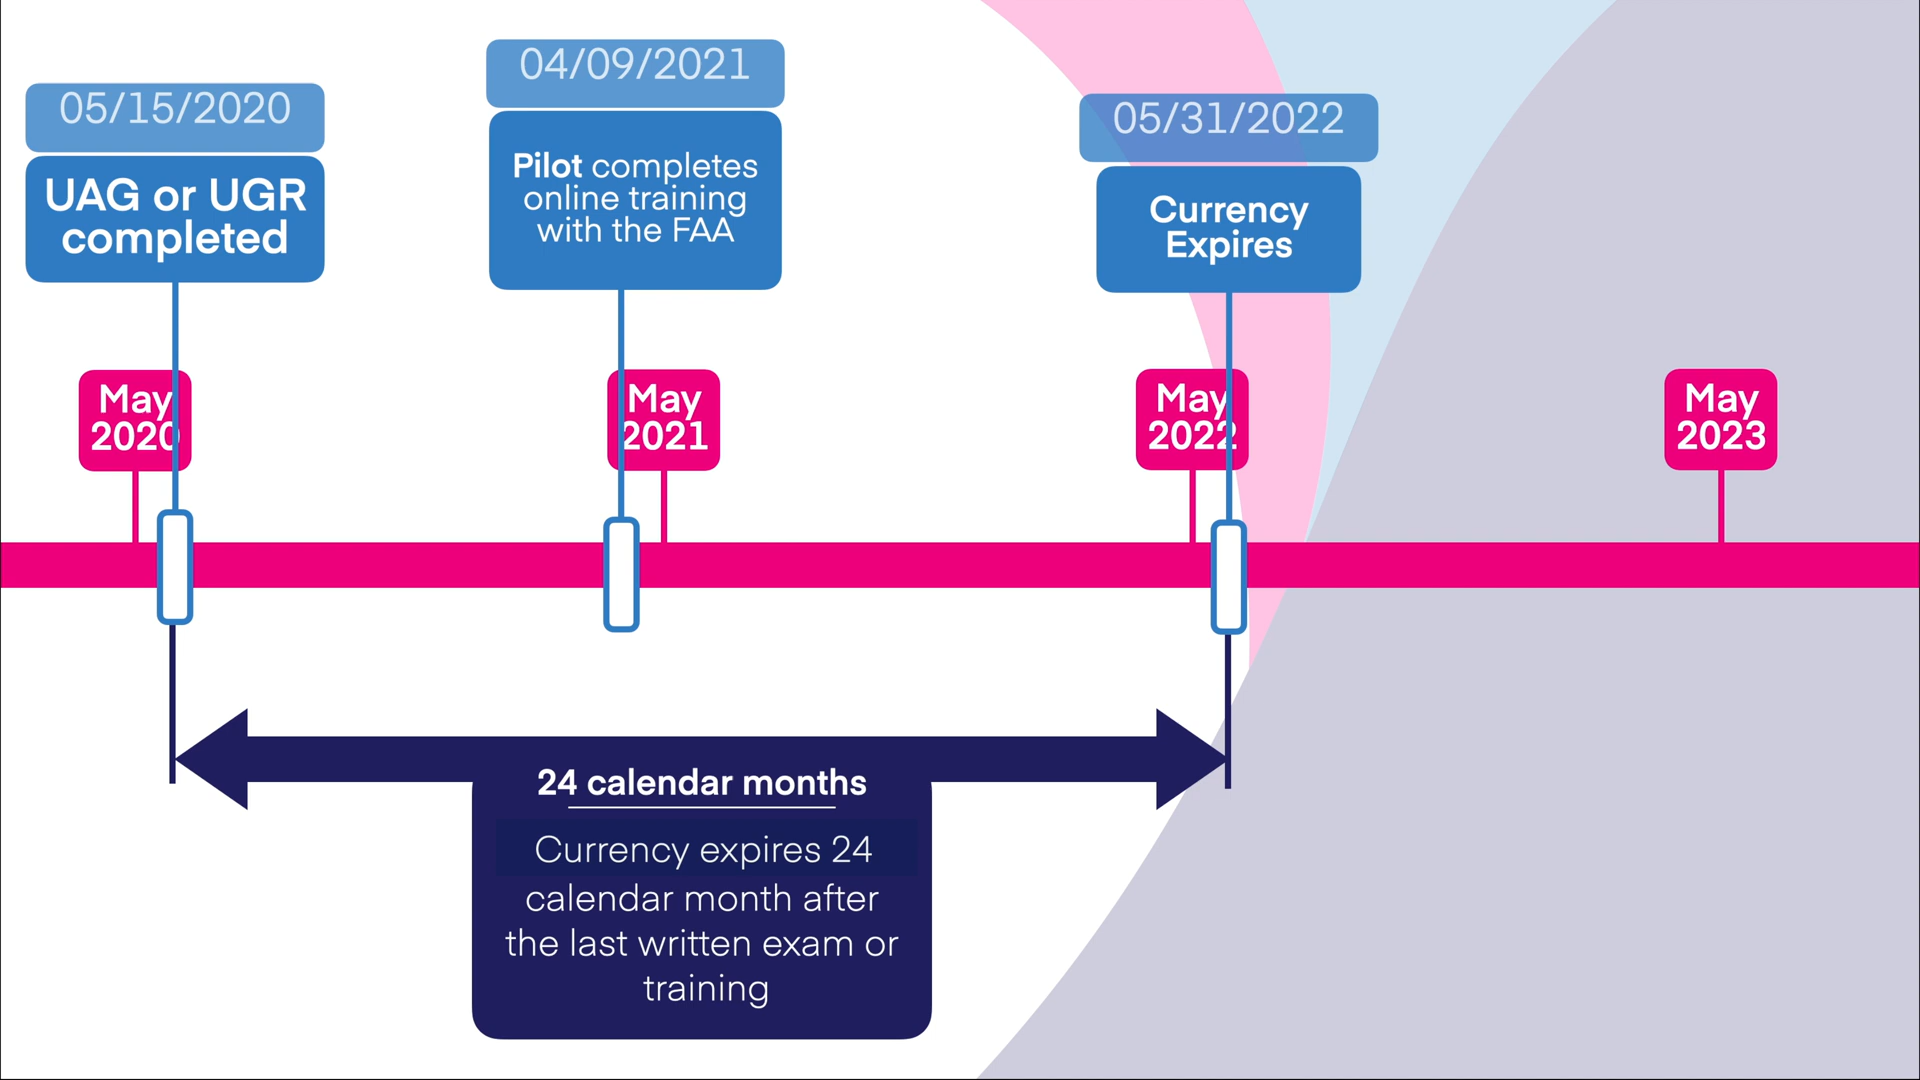 05/15/2020
UAG or UGR
completed
04/09/2021
Pilot completes
online training
with the FAA
05/31/2022
Currency
Expires
May
2020
May
2021
May
2022
May
2023
24 calendar months
Currency expires 24
calendar month after
the last written exam or
training